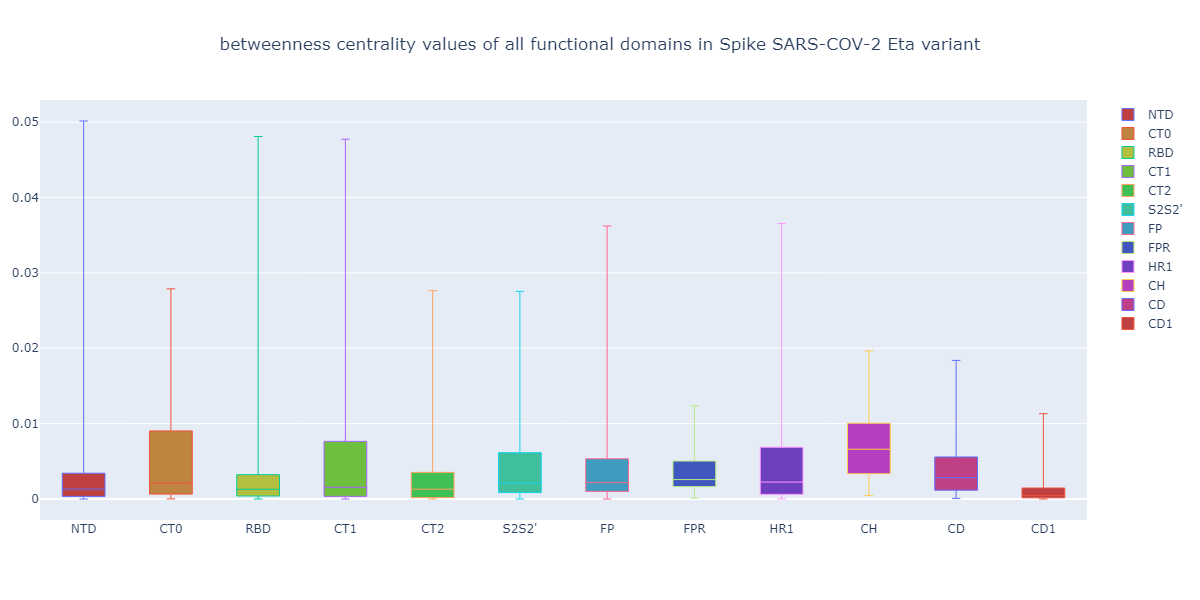 betweenness centrality values of all functional domains in Spike SARS-COV-2 Eta variant
0.05
0.04
0.03
0.02
0.01
0
NTD CT0 RBD CT1 CT2 S2S2' FP FPR HR1 CH CD CD1
NTD
CT0
RBD
CT1
CT2
S2S2'
FP
FPR
HR1
CH
CD
CD1